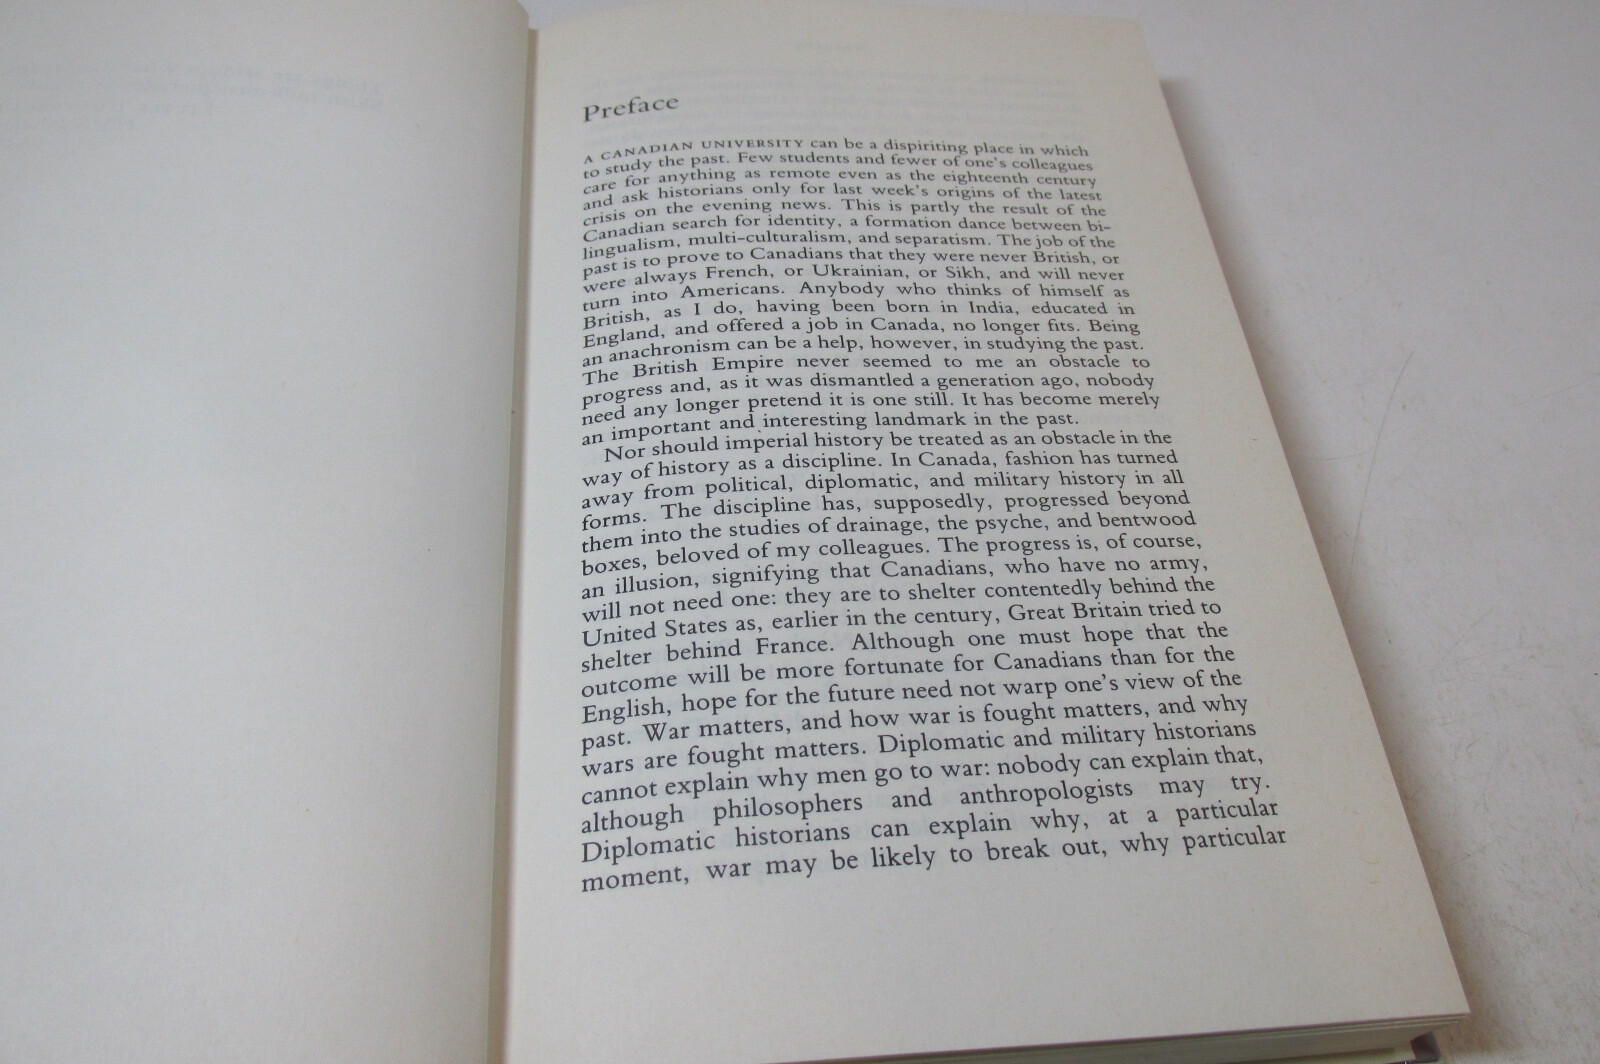 Preface
A CANADIAN UNIVERSITY can be a dispiriting place in which
to study the past. Few students and fewer of one's colleagues
care for anything as remote even as the eighteenth century
and ask historians only for last week's origins of the latest
crisis on the evening news. This is partly the result of the
Canadian search for identity, a formation dance between bi-
lingualism, multi-culturalism, and separatism. The job of the
past is to prove to Canadians that they were never British, or
were always French, or Ukrainian, or Sikh, and will never
turn into Americans. Anybody who thinks of himself as
British, as I do, having been born in India, educated in
England, and offered a job in Canada, no longer fits. Being
an anachronism can be a help, however, in studying the past.
The British Empire never seemed to me an obstacle to
progress and, as it was dismantled a generation ago, nobody
need any longer pretend it is one still. It has become merely
an important and interesting landmark in the past.
Nor should imperial history be treated as an obstacle in the
way of history as a discipline. In Canada, fashion has turned
away from political, diplomatic, and military history in all
forms. The discipline has, supposedly, progressed beyond
them into the studies of drainage, the psyche, and bentwood
boxes, beloved of my colleagues. The progress is, of course,
an illusion, signifying that Canadians, who have no army,
will not need one: they are to shelter contentedly behind the
United States as, earlier in the century, Great Britain tried to
shelter behind France. Although one must hope that the
outcome will be more fortunate for Canadians than for the
English, hope for the future need not warp one's view of the
past. War matters, and how war is fought matters, and why
wars are fought matters. Diplomatic and military historians
cannot explain why men go to war: nobody can explain that,
although philosophers and anthropologists may try.
Diplomatic historians can explain why, at a particular
moment, war may be likely to break out, why particular